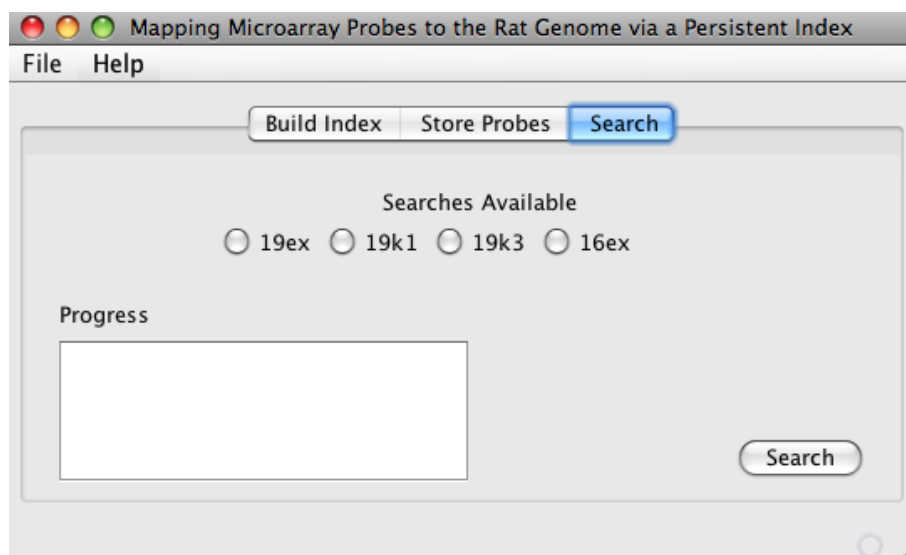 Mapping Microarray Probes to the Rat Genome via a Persistent Index
File Help
Build Index Store Probes Search
Searches Available
19ex 19k1 19k3 16ex
Progress
Search